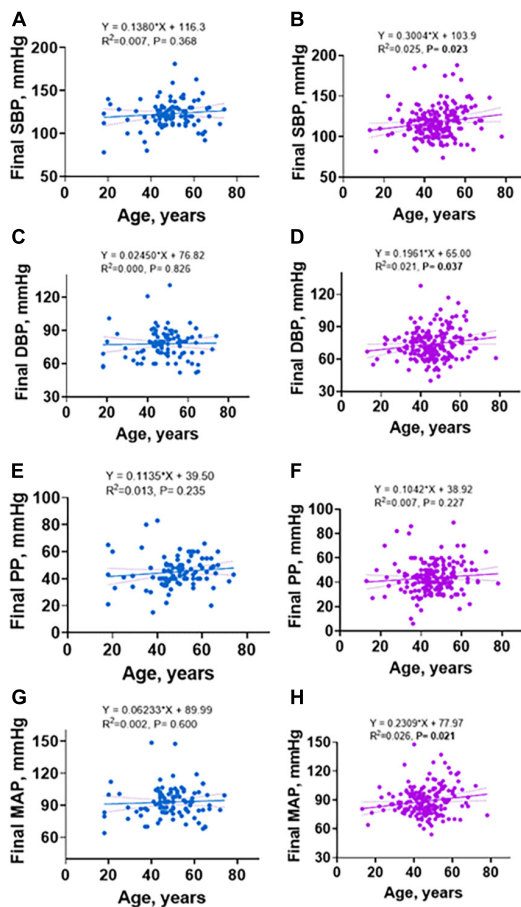 A
Y = 0.1380*X + 116.3
R²=0.007, P = 0.368
Final SBP, mmHg
200
150
100
50
0 20 40 60 80 100
Age, years
B
Y = 0.3004*X + 103.9
R²=0.025, P= 0.023
Final SBP, mmHg
200
150
100
50
0 20 40 60 80 100
Age, years
C
Y = 0.02450*X + 76.82
R²=0.000, P = 0.826
Final DBP, mmHg
120
90
60
30
0 20 40 60 80
Age, years
D
Y = 0.1961*X + 65.00
R²=0.021, P= 0.037
Final DBP, mmHg
120
90
60
30
0 20 40 60 80
Age, years
E
Y = 0.1135*X + 39.50
R²=0.013, P = 0.235
Final PP, mmHg
100
80
60
40
20
0
0 20 40 60 80
Age, years
F
Y = 0.1042*X + 38.92
R²=0.007, P = 0.227
Final PP, mmHg
100
80
60
40
20
0
0 20 40 60 80
Age, years
G
Y = 0.06233*X + 89.99
R²=0.002, P = 0.600
Final MAP, mmHg
150
120
90
60
0 20 40 60 80
Age, years
H
Y = 0.2309*X + 77.97
R²=0.026, P= 0.021
Final MAP, mmHg
150
120
90
60
30
0 20 40 60 80
Age, years